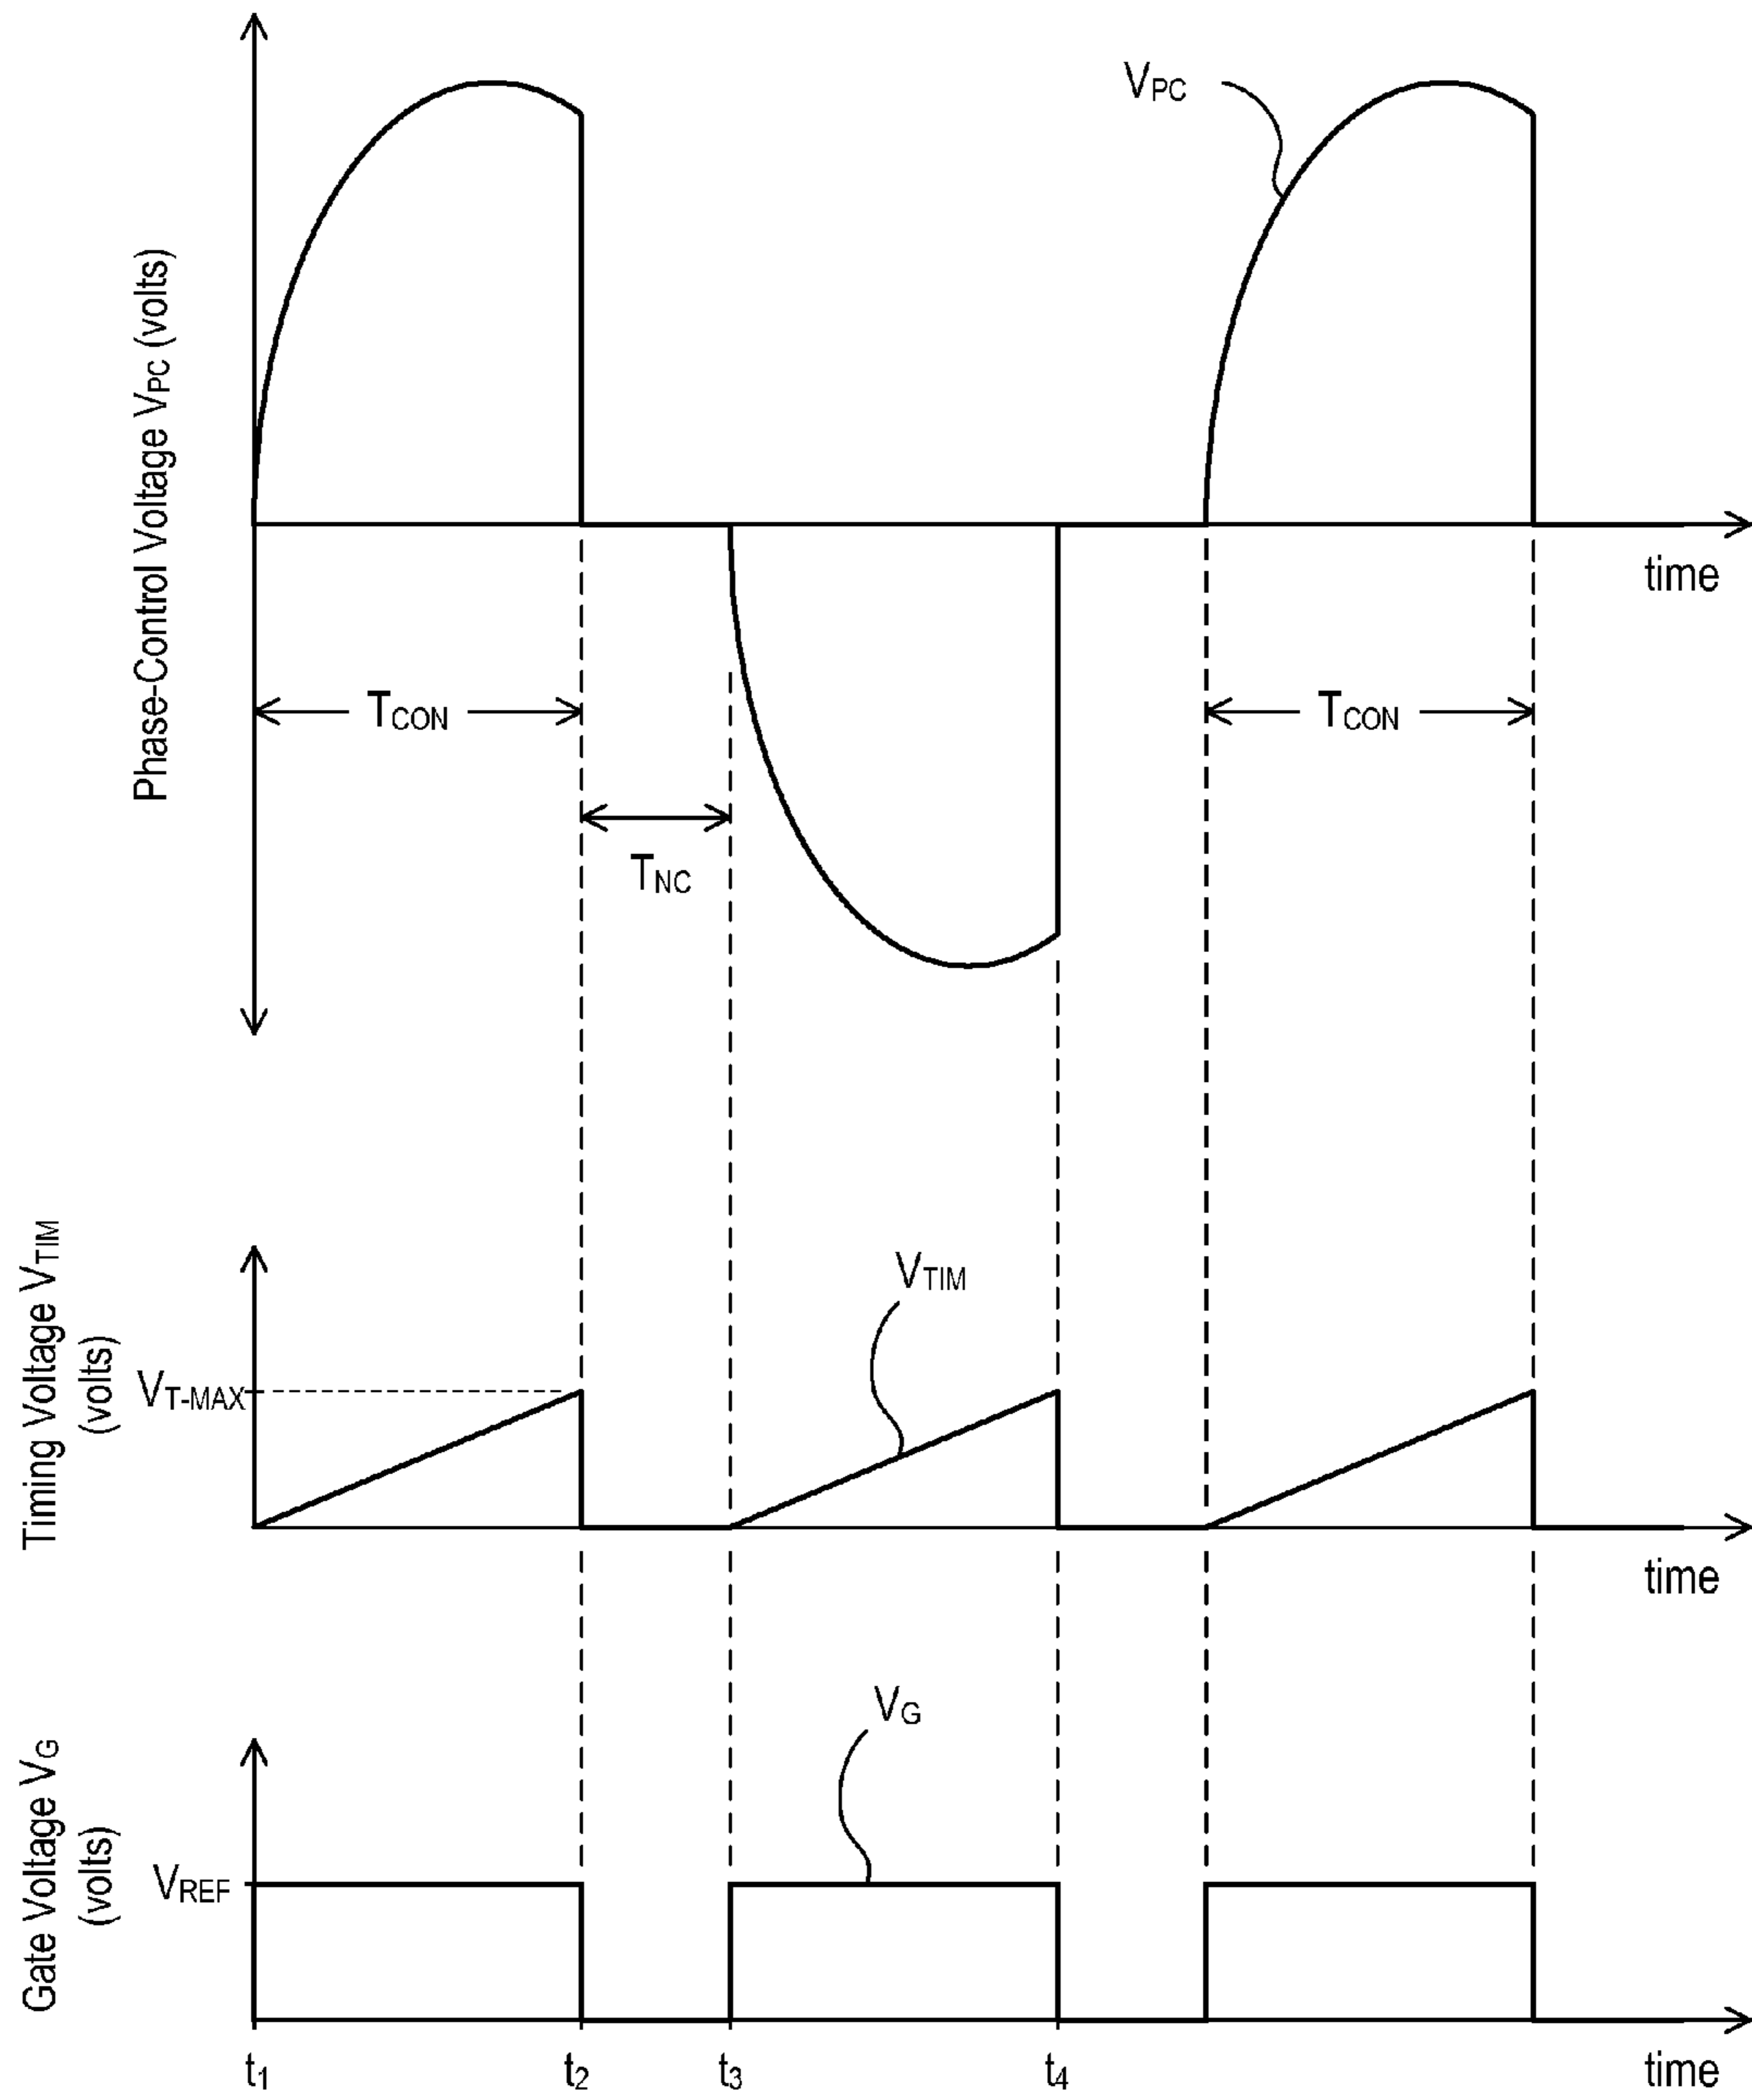 Phase-Control Voltage VPC (volts)
VPC
time
TCON
TCON
TNC
Timing Voltage VTIM
(volts)
VTIM
VT-MAX
time
Gate Voltage VG
(volts)
VG
VREF
t1
t2
t3
t4
time